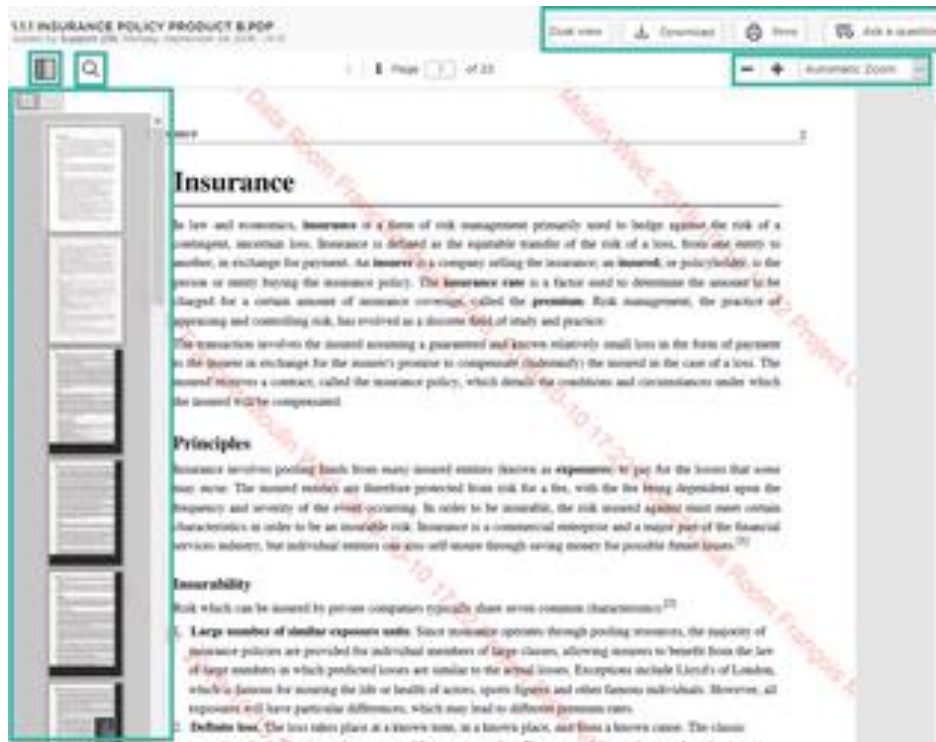 1.1.1 INSURANCE POLICY PRODUCT B.PDF
Dual view Download Print Ask a question
Page 1 of 23
Automatic Zoom
2
Insurance
In law and economics, insurance is a form of risk management primarily used to hedge against the risk of a
contingent, uncertain loss. Insurance is defined as the equitable transfer of the risk of a loss, from one entity to
another, in exchange for payment. An insurer is a company selling the insurance; an insured, or policyholder, is the
person or entity buying the insurance policy. The insurance rate is a factor used to determine the amount to be
charged for a certain amount of insurance coverage, called the premium. Risk management, the practice of
appraising and controlling risk, has evolved as a discrete field of study and practice.
The transaction involves the insured assuming a guaranteed and known relatively small loss in the form of payment
to the insurer in exchange for the insurer's promise to compensate (indemnify) the insured in the case of a loss. The
insured receives a contract, called the insurance policy, which details the conditions and circumstances under which
the insured will be compensated.
Principles
Insurance involves pooling funds from many insured entities (known as exposures) to pay for the losses that some
may incur. The insured entities are therefore protected from risk for a fee, with the fee being dependent upon the
frequency and severity of the event occurring. In order to be insurable, the risk insured against must meet certain
characteristics in order to be an insurable risk. Insurance is a commercial enterprise and a major part of the financial
services industry, but individual entities can also self-insure through saving money for possible future losses.[1]
Insurability
Risk which can be insured by private companies typically share seven common characteristics:[2]
1. Large number of similar exposure units. Since insurance operates through pooling resources, the majority of
insurance policies are provided for individual members of large classes, allowing insurers to benefit from the law
of large numbers in which predicted losses are similar to the actual losses. Exceptions include Lloyd's of London,
which is famous for insuring the life or health of actors, sports figures and other famous individuals. However, all
exposures will have particular differences, which may lead to different premium rates.
2. Definite loss. The loss takes place at a known time, in a known place, and from a known cause. The classic